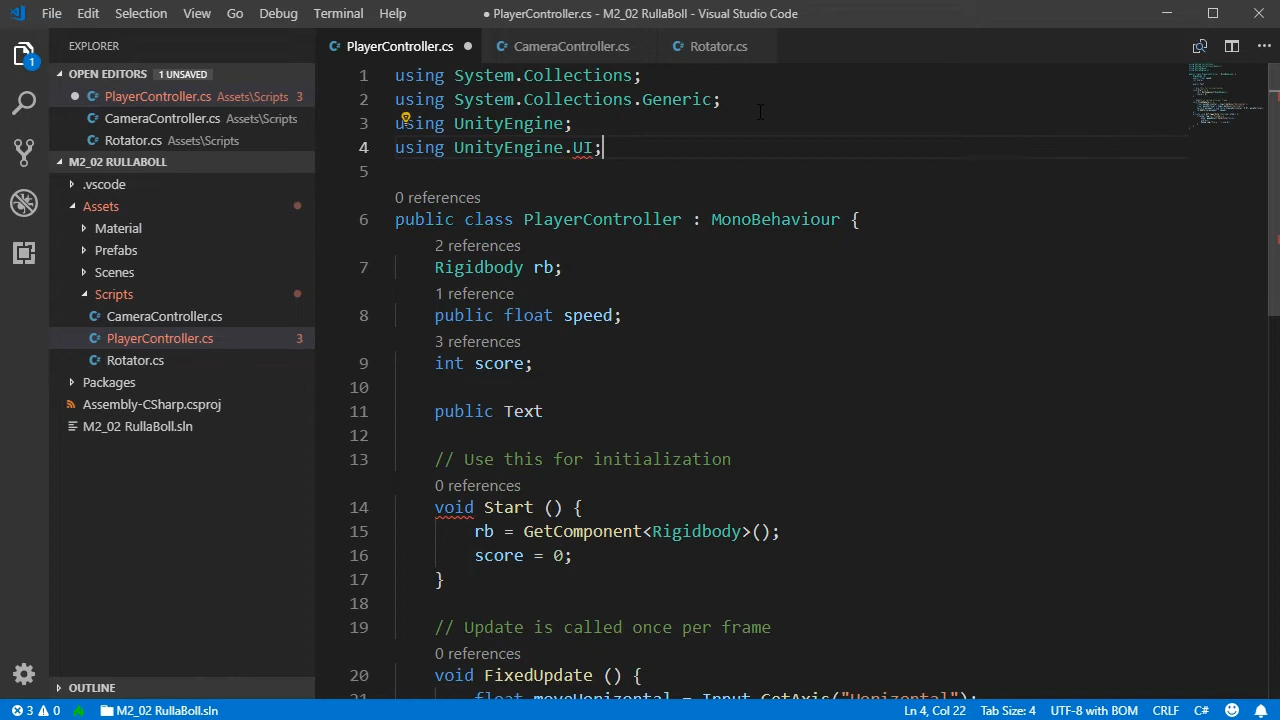 File Edit Selection View Go Debug Terminal Help
● PlayerController.cs - M2_02 RullaBoll - Visual Studio Code
EXPLORER
OPEN EDITORS 1 UNSAVED
PlayerController.cs Assets\Scripts 3
CameraController.cs Assets\Scripts
Rotator.cs Assets\Scripts
M2_02 RULLABOLL
.vscode
Assets
Material
Prefabs
Scenes
Scripts
CameraController.cs
PlayerController.cs 3
Rotator.cs
Packages
Assembly-CSharp.csproj
M2_02 RullaBoll.sln
OUTLINE
1
PlayerController.cs CameraController.cs Rotator.cs
1 using System.Collections;
2 using System.Collections.Generic;
3 using UnityEngine;
4 using UnityEngine.UI;
5
0 references
6 public class PlayerController : MonoBehaviour {
2 references
7 Rigidbody rb;
1 reference
8 public float speed;
3 references
9 int score;
10
11 public Text
12
13 // Use this for initialization
0 references
14 void Start () {
15 rb = GetComponent<Rigidbody>();
16 score = 0;
17 }
18
19 // Update is called once per frame
0 references
20 void FixedUpdate () {
21 float moveHorizontal = Input.GetAxis("Horizontal");
3 0 M2_02 RullaBoll.sln Ln 4, Col 22 Tab Size: 4 UTF-8 with BOM CRLF C#